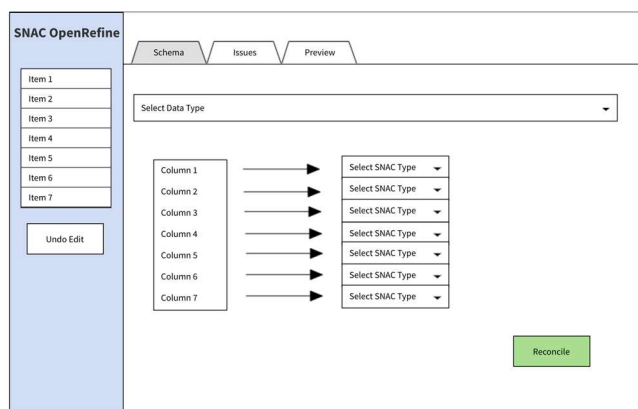 SNAC OpenRefine
Schema Issues Preview
Item 1
Item 2
Item 3
Item 4
Item 5
Item 6
Item 7
Undo Edit
Select Data Type
Column 1 Select SNAC Type
Column 2 Select SNAC Type
Column 3 Select SNAC Type
Column 4 Select SNAC Type
Column 5 Select SNAC Type
Column 6 Select SNAC Type
Column 7 Select SNAC Type
Reconcile